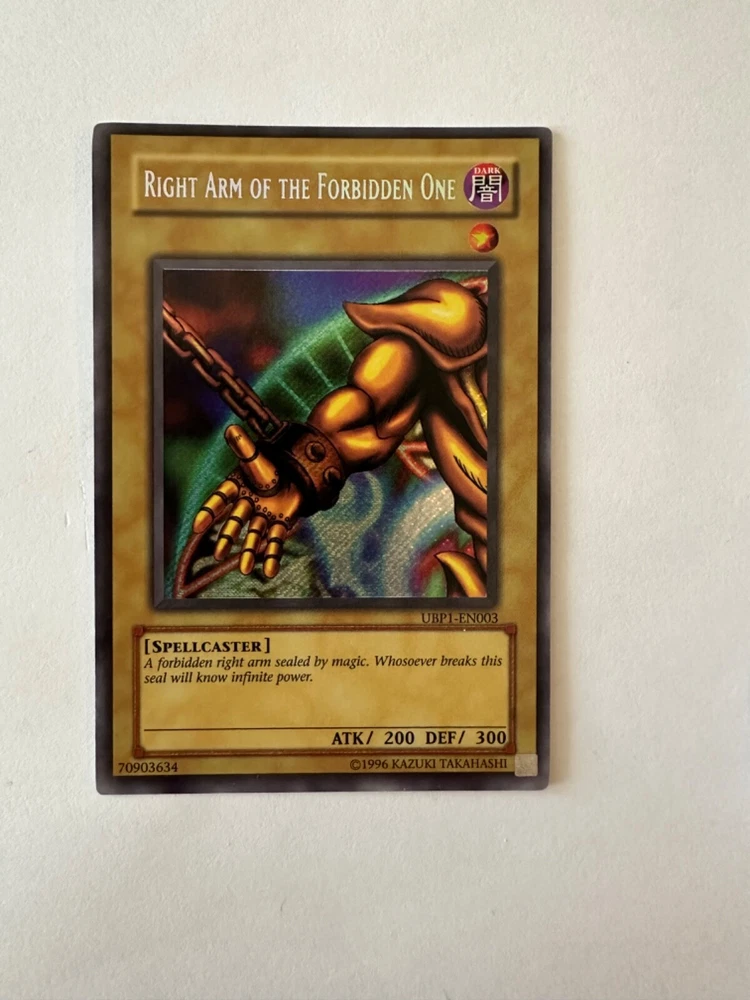 RIGHT ARM OF THE FORBIDDEN ONE
DARK
闇
UBP1-EN003
[SPELLCASTER]
A forbidden right arm sealed by magic. Whosoever breaks this
seal will know infinite power.
ATK/ 200 DEF/ 300
70903634
©1996 KAZUKI TAKAHASHI